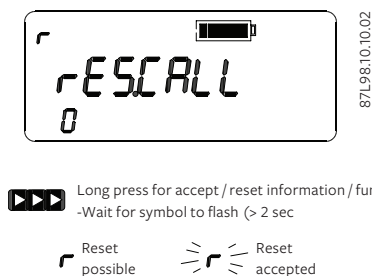 r
rES.CALL
0
87L98.10.10.02
Long press for accept / reset information / fur
-Wait for symbol to flash (> 2 sec
r Reset possible
r Reset accepted